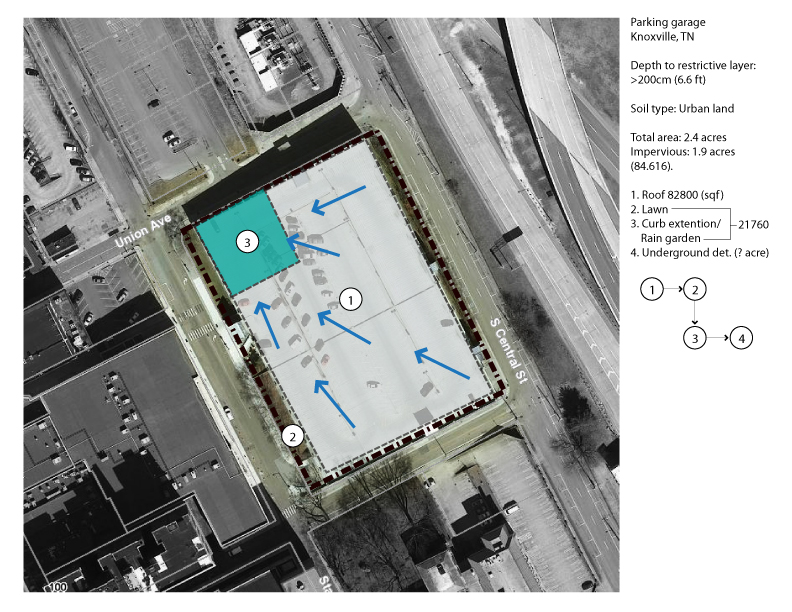 Parking garage
Knoxville, TN
Depth to restrictive layer:
>200cm (6.6 ft)
Soil type: Urban land
Total area: 2.4 acres
Impervious: 1.9 acres
(84.616).
1. Roof 82800 (sqf)
2. Lawn
3. Curb extention/
Rain garden
21760
4. Underground det. (? acre)
1
2
3
4
Union Ave
3
1
S Central St
2
100
Sta